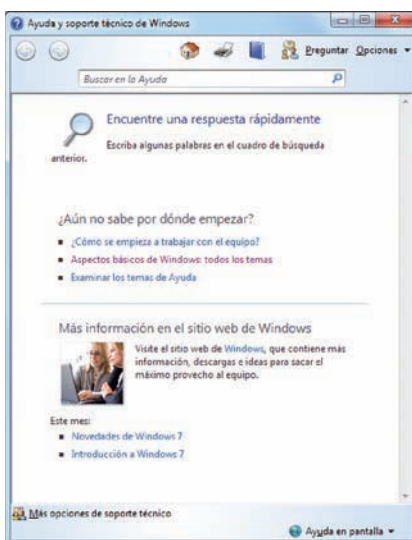 Ayuda y soporte técnico de Windows
Preguntar Opciones
Buscar en la Ayuda
Encuentre una respuesta rápidamente
Escriba algunas palabras en el cuadro de búsqueda
anterior.
¿Aún no sabe por dónde empezar?
¿Cómo se empieza a trabajar con el equipo?
Aspectos básicos de Windows: todos los temas
Examinar los temas de Ayuda
Más información en el sitio web de Windows
Visite el sitio web de Windows, que contiene más
información, descargas e ideas para sacar el
máximo provecho al equipo.
Este mes:
Novedades de Windows 7
Introducción a Windows 7
Más opciones de soporte técnico
Ayuda en pantalla